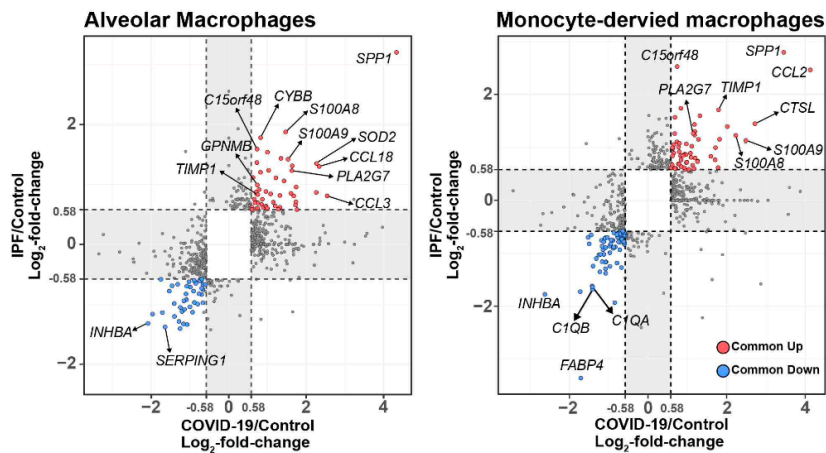 Alveolar Macrophages
SPP1
CYBB
C15orf48
S100A8
S100A9
SOD2
GPNMB
CCL18
TIMP1
PLA2G7
CCL3
INHBA
SERPING1
2
0.58
0
-0.58
-2
IPF/Control
Log2-fold-change
-2
-0.58
0
0.58
2
4
COVID-19/Control
Log2-fold-change
Monocyte-dervied macrophages
C15orf48
SPP1
CCL2
PLA2G7
TIMP1
CTSL
S100A9
S100A8
INHBA
C1QB
C1QA
FABP4
Common Up
Common Down
2
0.58
0
-0.58
-2
IPF/Control
Log2-fold-change
-2
-0.58
0
0.58
2
4
COVID-19/Control
Log2-fold-change